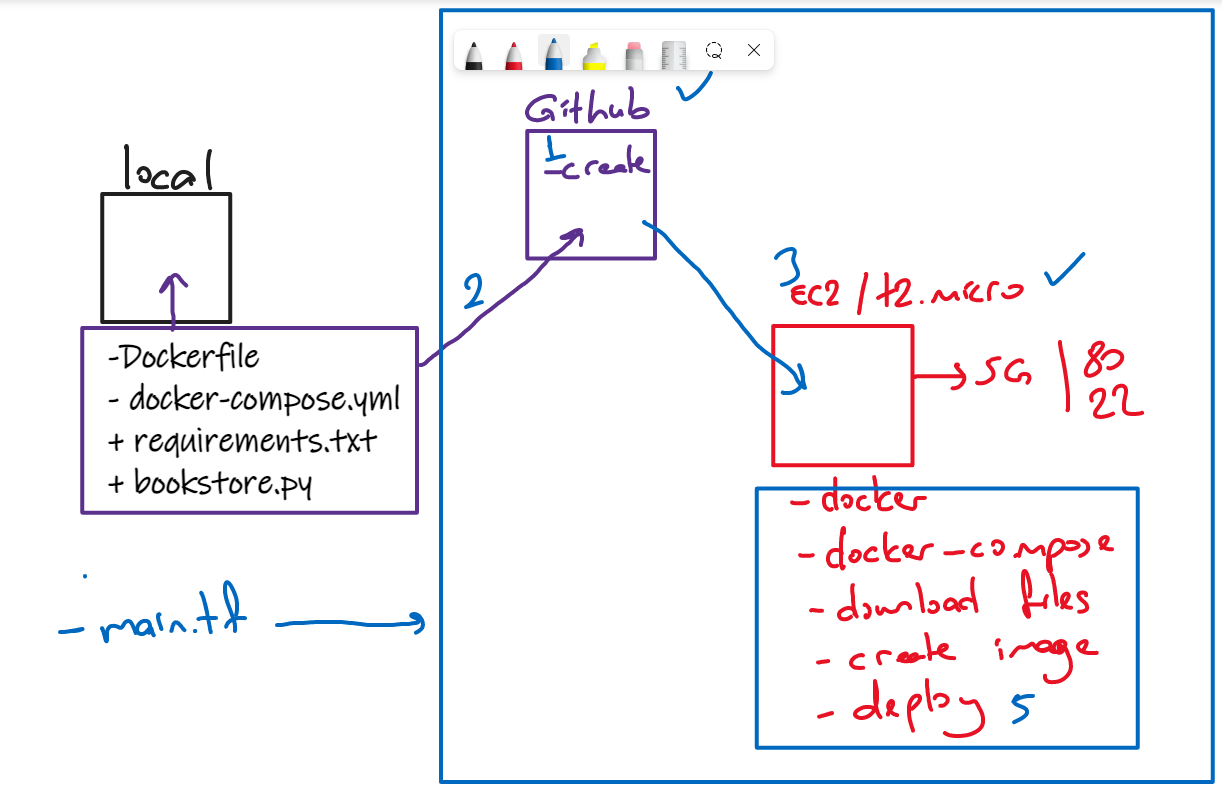 Github
1
-create
local
2
3
EC2 / t2.micro
-Dockerfile
- docker-compose.yml
+ requirements.txt
+ bookstore.py
SG | 80
22
- docker
- docker-compose
- download files
- create image
- deploy 5
- main.tf